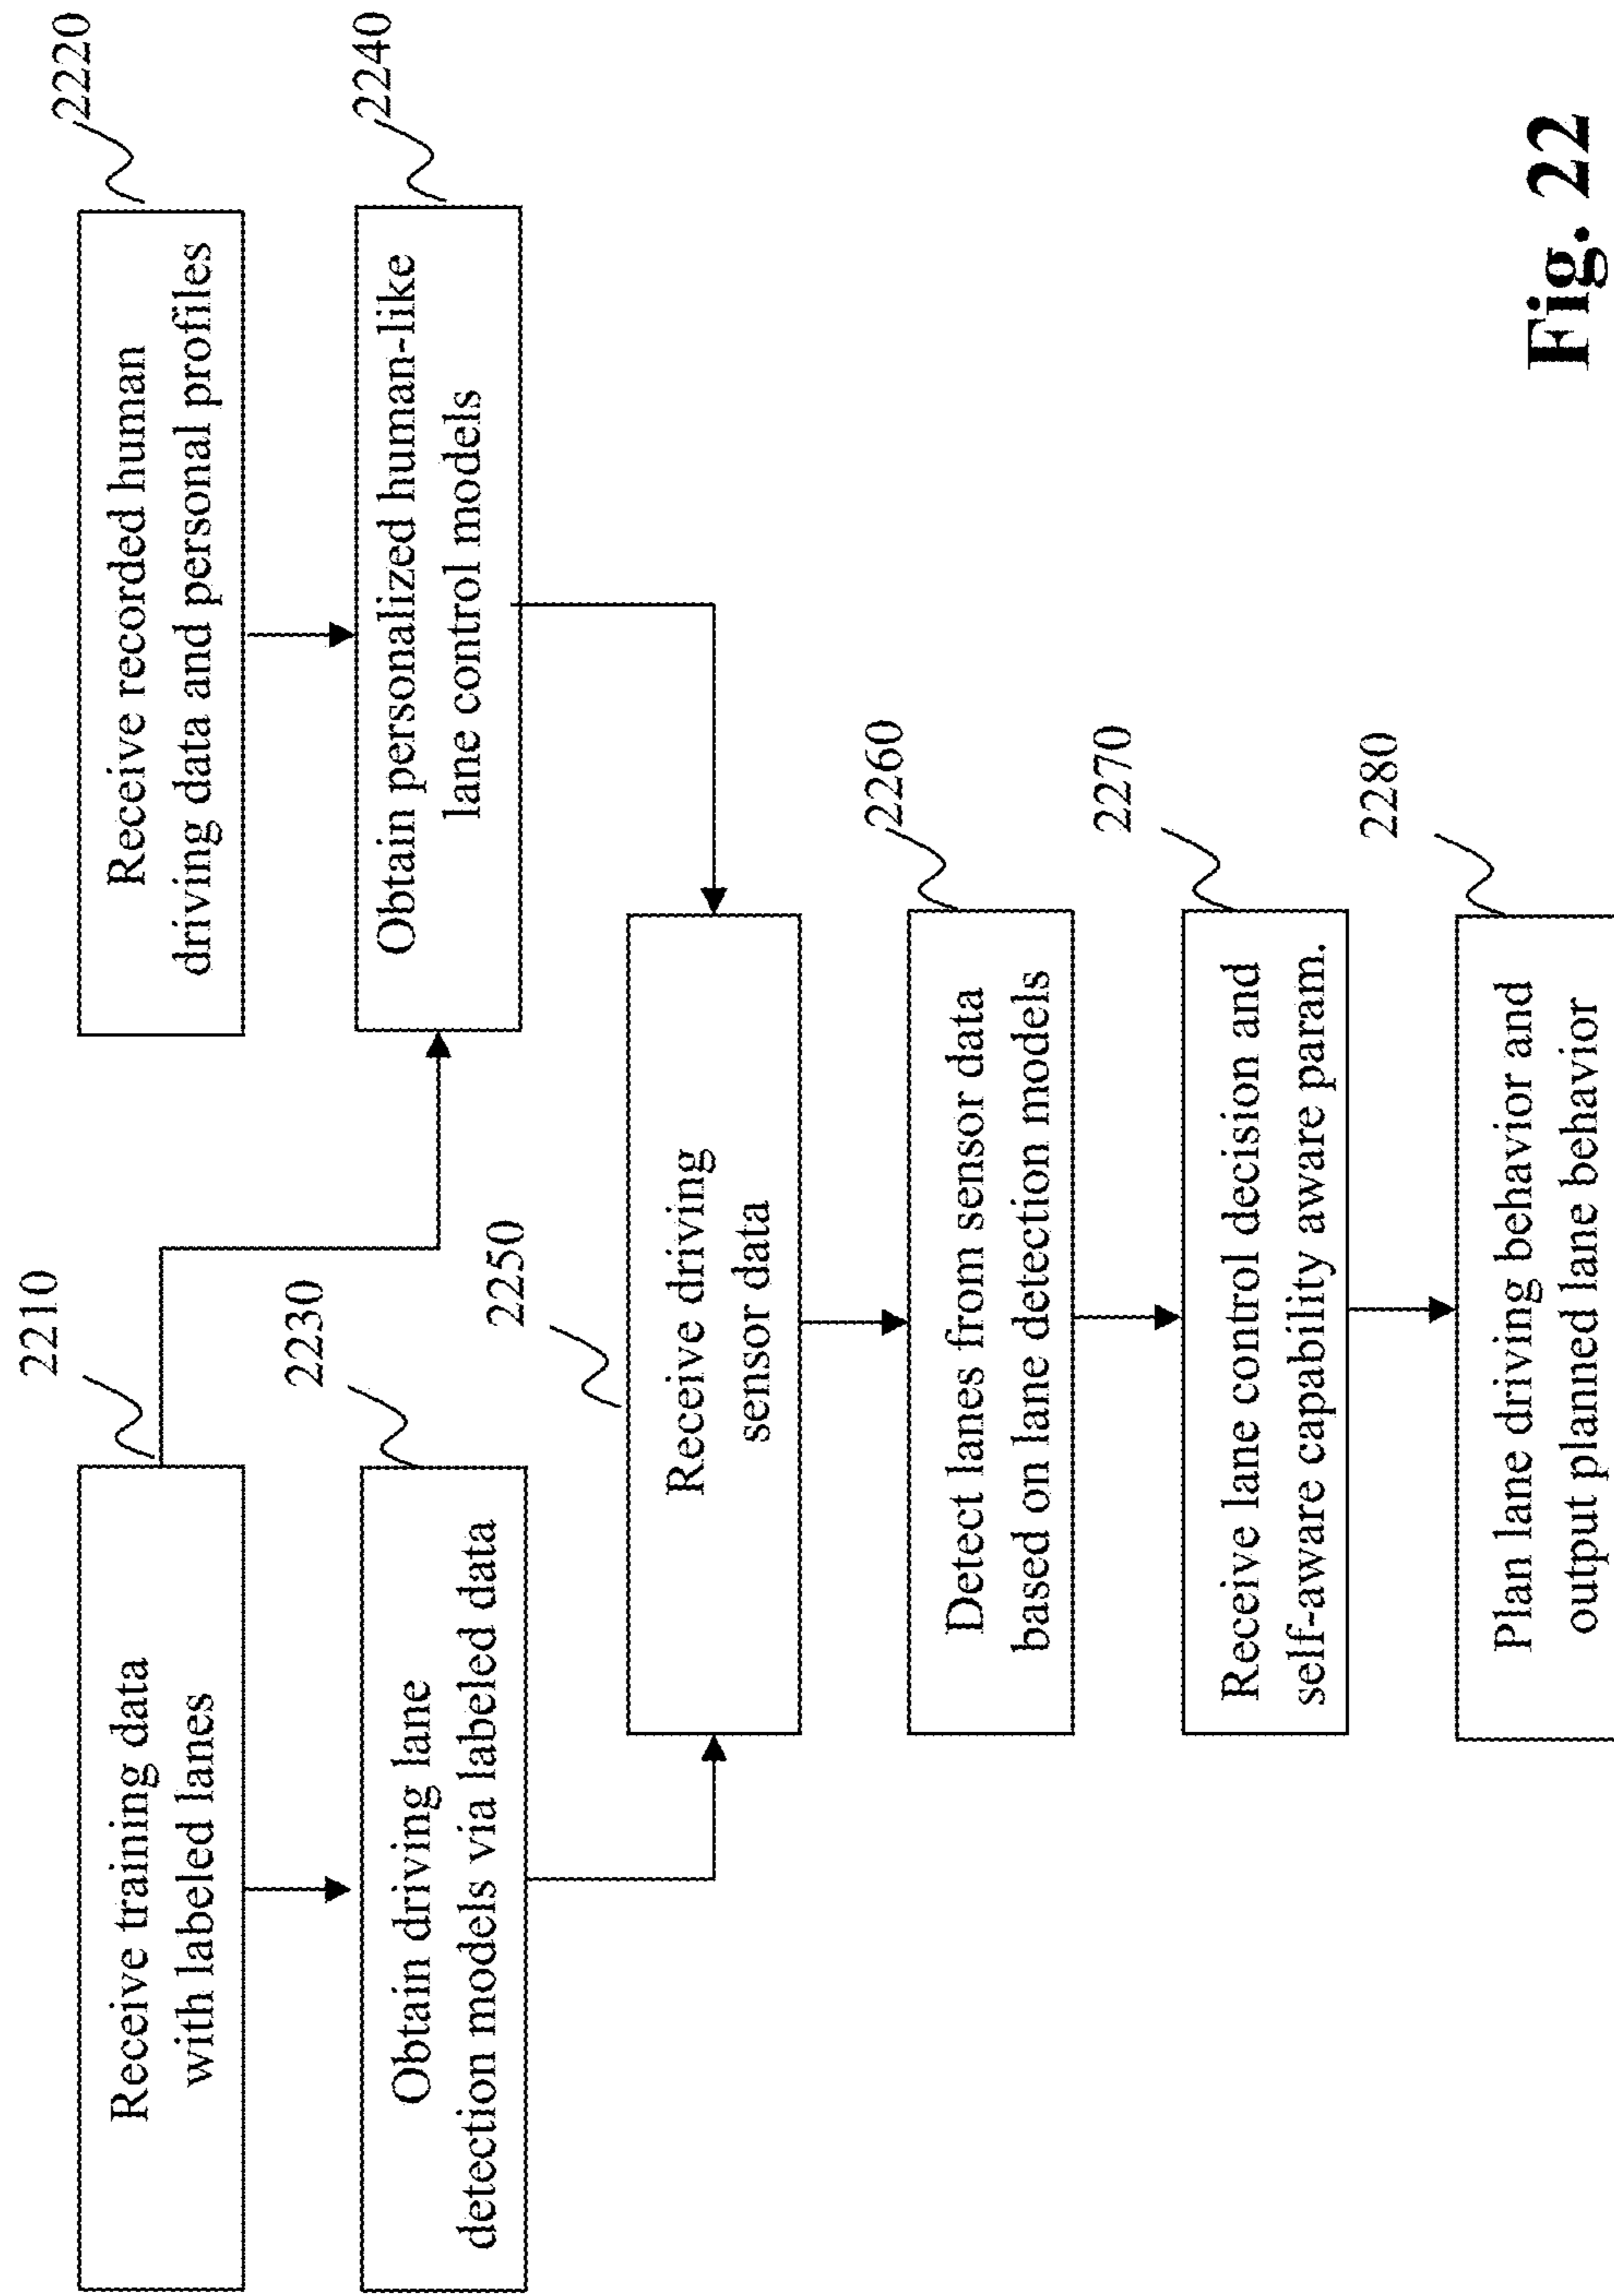 2210
Receive training data
with labeled lanes
2220
Receive recorded human
driving data and personal profiles
2230
Obtain driving lane
detection models via labeled data
2240
Obtain personalized human-like
lane control models
2250
Receive driving
sensor data
2260
Detect lanes from sensor data
based on lane detection models
2270
Receive lane control decision and
self-aware capability aware param.
2280
Plan lane driving behavior and
output planned lane behavior
Fig. 22